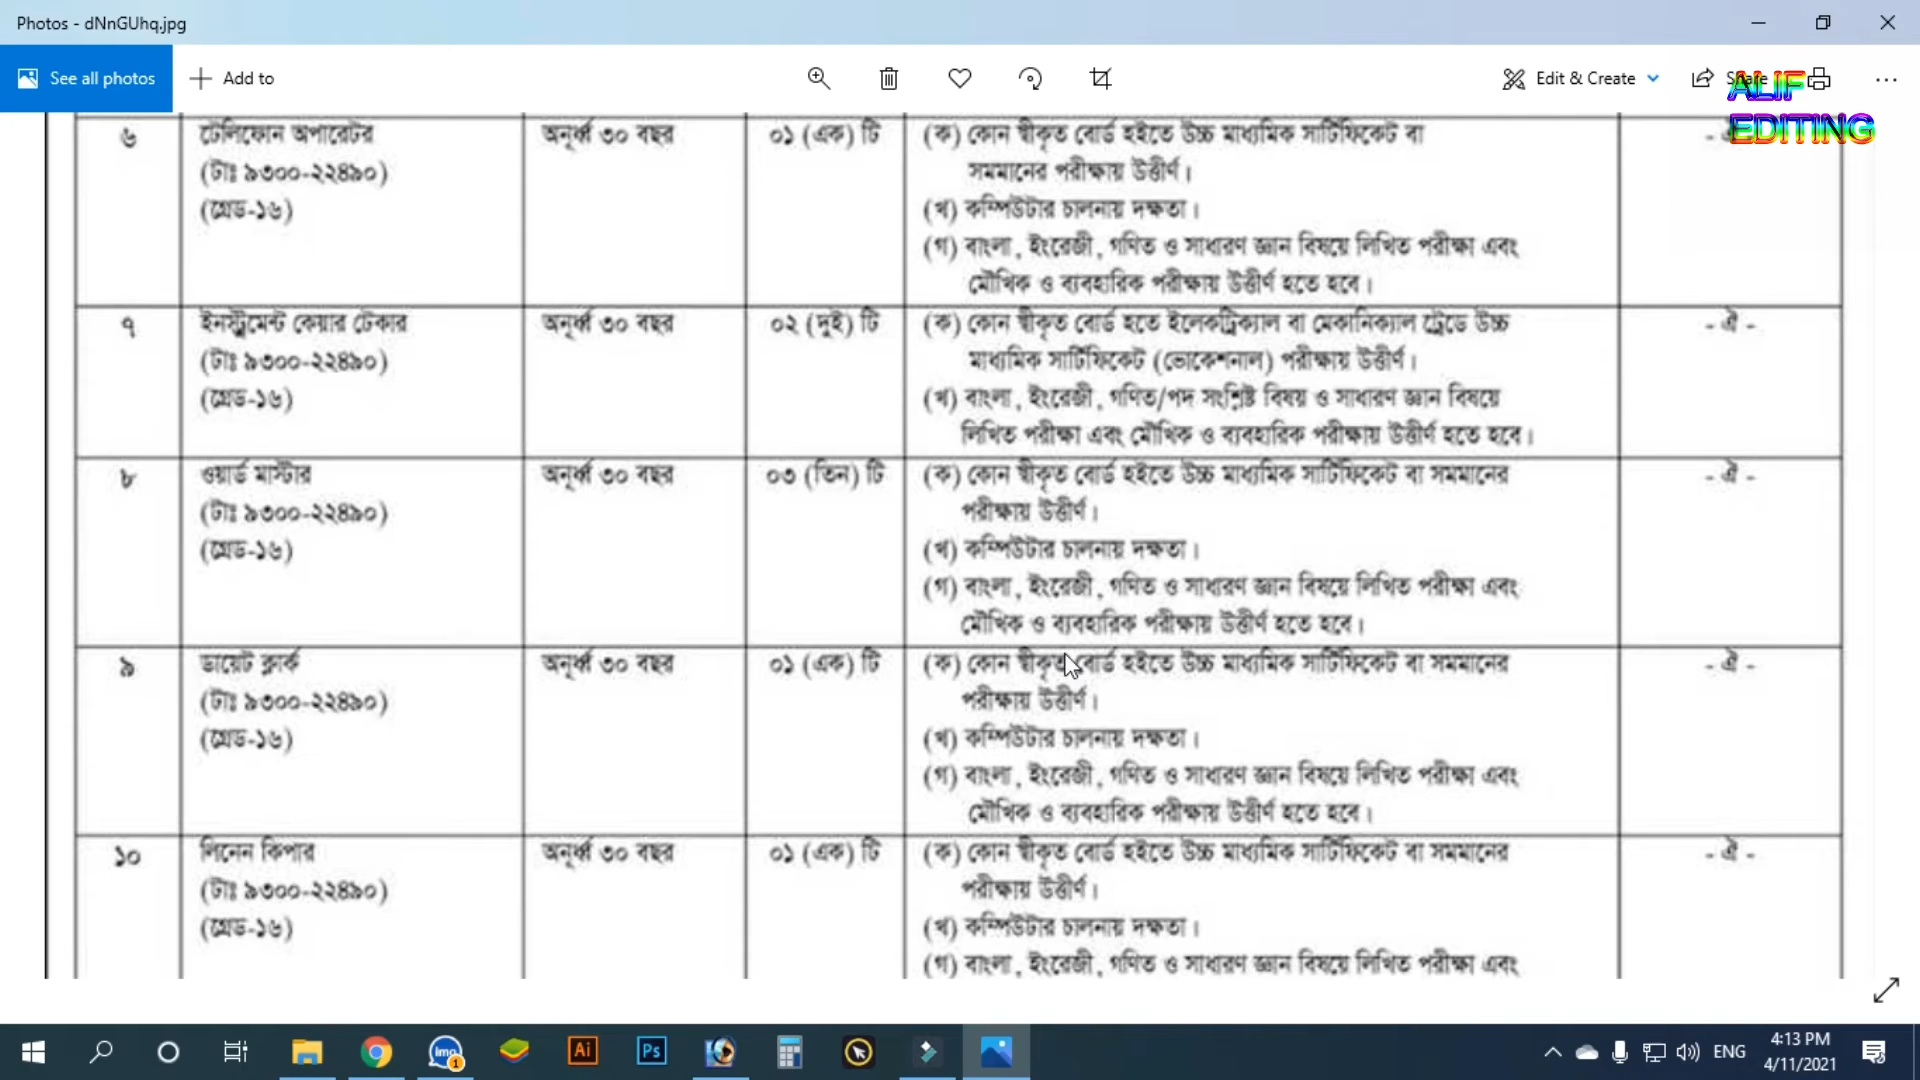 Photos - dNnGUhq.jpg
See all photos
Add to
Edit & Create
Share
ALIF
EDITING
৬ টেলিফোন অপারেটর অনূর্ধ্ব ৩০ বছর ০১ (এক) টি (ক) কোন স্বীকৃত বোর্ড হইতে উচ্চ মাধ্যমিক সার্টিফিকেট বা
(টাঃ ৯৩০০-২২৪৯০) সমমানের পরীক্ষায় উত্তীর্ণ।
(গ্রেড-১৬) (খ) কম্পিউটার চালনায় দক্ষতা।
(গ) বাংলা, ইংরেজী, গণিত ও সাধারণ জ্ঞান বিষয়ে লিখিত পরীক্ষা এবং
মৌখিক ও ব্যবহারিক পরীক্ষায় উত্তীর্ণ হতে হবে।
৭ ইনস্ট্রুমেন্ট কেয়ার টেকার অনূর্ধ্ব ৩০ বছর ০২ (দুই) টি (ক) কোন স্বীকৃত বোর্ড হতে ইলেকট্রিক্যাল বা মেকানিক্যাল ট্রেডে উচ্চ - ঐ -
(টাঃ ৯৩০০-২২৪৯০) মাধ্যমিক সার্টিফিকেট (ভোকেশনাল) পরীক্ষায় উত্তীর্ণ।
(গ্রেড-১৬) (খ) বাংলা, ইংরেজী, গণিত/পদ সংশ্লিষ্ট বিষয় ও সাধারণ জ্ঞান বিষয়ে
লিখিত পরীক্ষা এবং মৌখিক ও ব্যবহারিক পরীক্ষায় উত্তীর্ণ হতে হবে।
৮ ওয়ার্ড মাস্টার অনূর্ধ্ব ৩০ বছর ০৩ (তিন) টি (ক) কোন স্বীকৃত বোর্ড হইতে উচ্চ মাধ্যমিক সার্টিফিকেট বা সমমানের - ঐ -
(টাঃ ৯৩০০-২২৪৯০) পরীক্ষায় উত্তীর্ণ।
(গ্রেড-১৬) (খ) কম্পিউটার চালনায় দক্ষতা।
(গ) বাংলা, ইংরেজী, গণিত ও সাধারণ জ্ঞান বিষয়ে লিখিত পরীক্ষা এবং
মৌখিক ও ব্যবহারিক পরীক্ষায় উত্তীর্ণ হতে হবে।
৯ ডায়েট ক্লার্ক অনূর্ধ্ব ৩০ বছর ০১ (এক) টি (ক) কোন স্বীকৃত বোর্ড হইতে উচ্চ মাধ্যমিক সার্টিফিকেট বা সমমানের - ঐ -
(টাঃ ৯৩০০-২২৪৯০) পরীক্ষায় উত্তীর্ণ।
(গ্রেড-১৬) (খ) কম্পিউটার চালনায় দক্ষতা।
(গ) বাংলা, ইংরেজী, গণিত ও সাধারণ জ্ঞান বিষয়ে লিখিত পরীক্ষা এবং
মৌখিক ও ব্যবহারিক পরীক্ষায় উত্তীর্ণ হতে হবে।
১০ লিনেন কিপার অনূর্ধ্ব ৩০ বছর ০১ (এক) টি (ক) কোন স্বীকৃত বোর্ড হইতে উচ্চ মাধ্যমিক সার্টিফিকেট বা সমমানের - ঐ -
(টাঃ ৯৩০০-২২৪৯০) পরীক্ষায় উত্তীর্ণ।
(গ্রেড-১৬) (খ) কম্পিউটার চালনায় দক্ষতা।
(গ) বাংলা, ইংরেজী, গণিত ও সাধারণ জ্ঞান বিষয়ে লিখিত পরীক্ষা এবং
imo 1 Ai Ps ENG 4:13 PM
4/11/2021